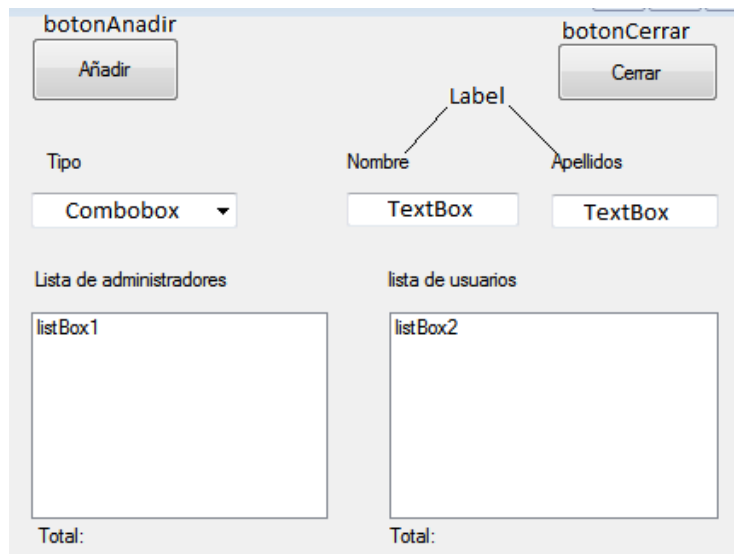 botonAnadir botonCerrar
Añadir Cerrar
Label
Tipo Nombre Apellidos
Combobox TextBox TextBox
Lista de administradores lista de usuarios
listBox1 listBox2
Total: Total: